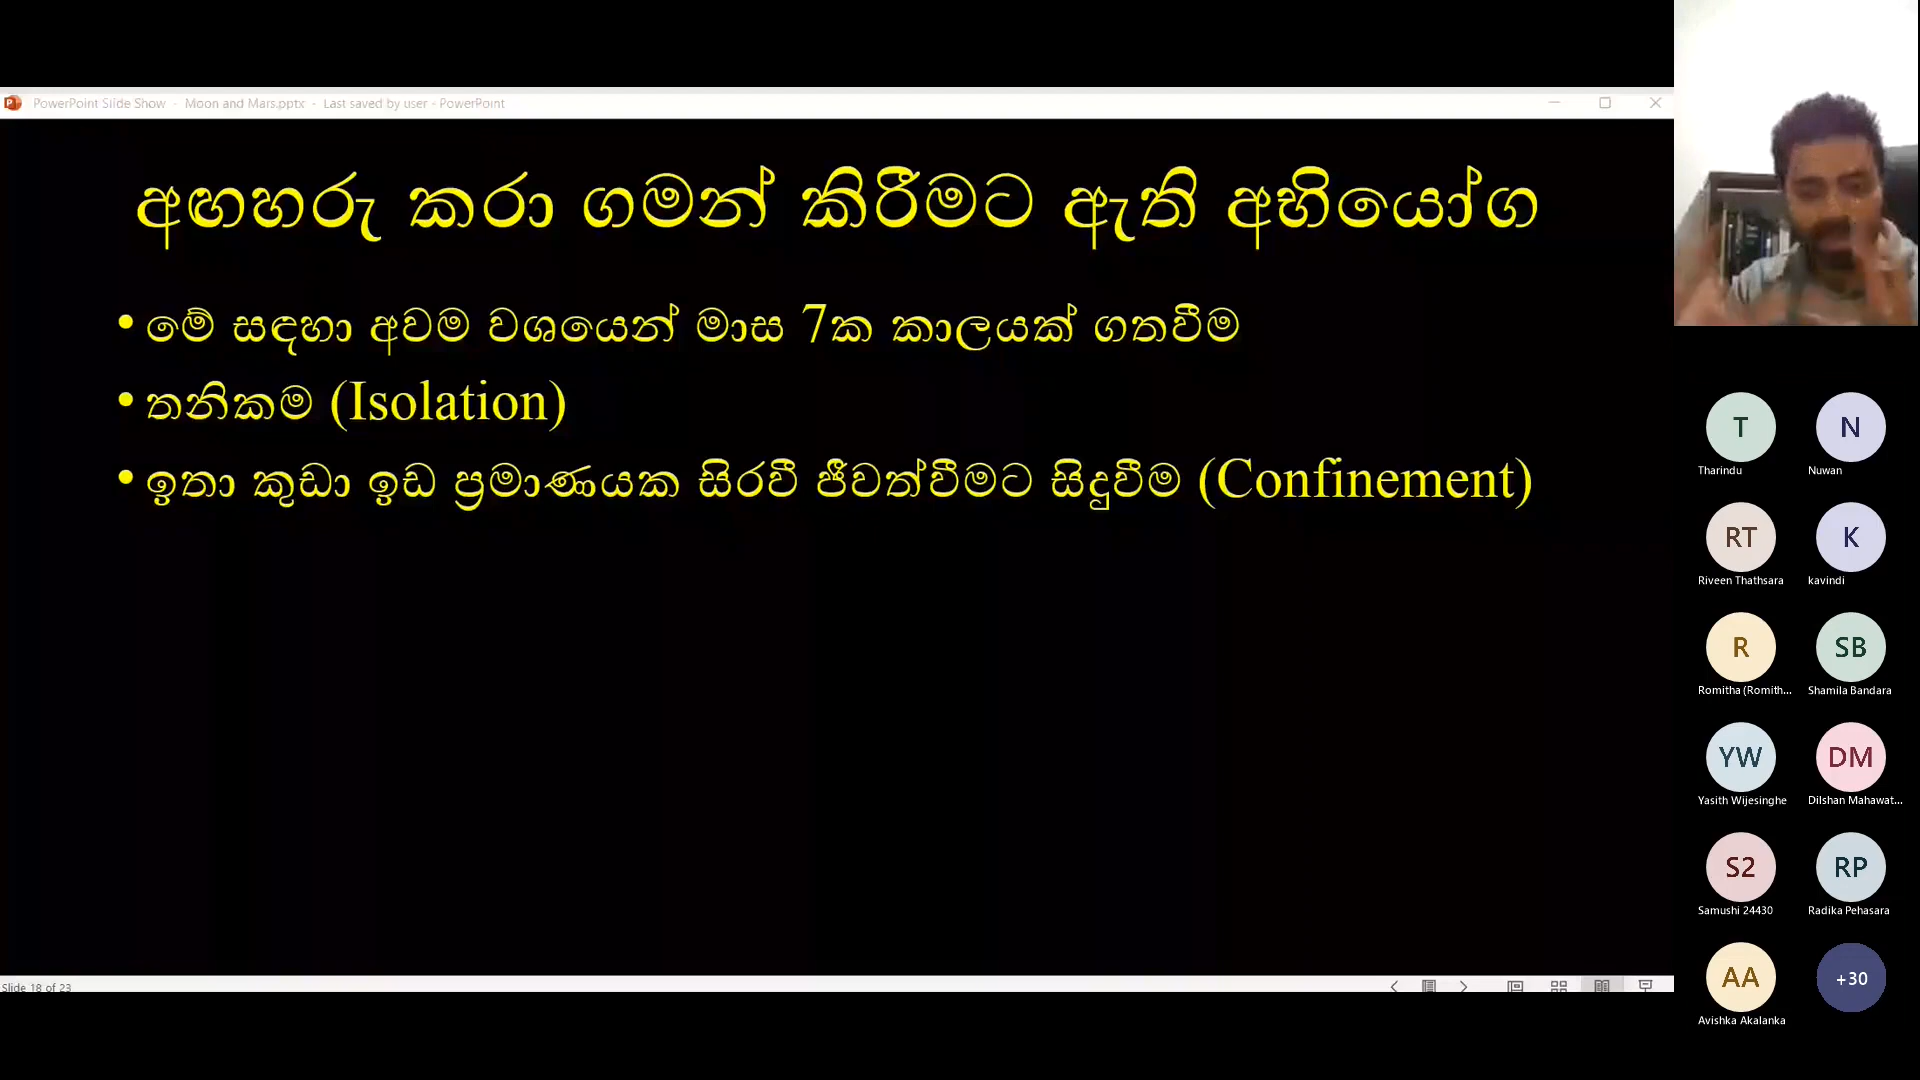 PowerPoint Slide Show - Moon and Mars.pptx - Last saved by user - PowerPoint
අඟහරු කරා ගමන් කිරීමට ඇති අභියෝග
• මේ සඳහා අවම වශයෙන් මාස 7ක කාලයක් ගතවීම
• තනිකම (Isolation)
• ඉතා කුඩා ඉඩ ප්‍රමාණයක සිරවී ජීවත්වීමට සිදුවීම (Confinement)
Slide 18 of 23
T N
Tharindu Nuwan
RT K
Riveen Thathsara kavindi
R SB
Romitha (Romith... Shamila Bandara
YW DM
Yasith Wijesinghe Dilshan Mahawat...
S2 RP
Samushi 24430 Radika Pehasara
AA +30
Avishka Akalanka